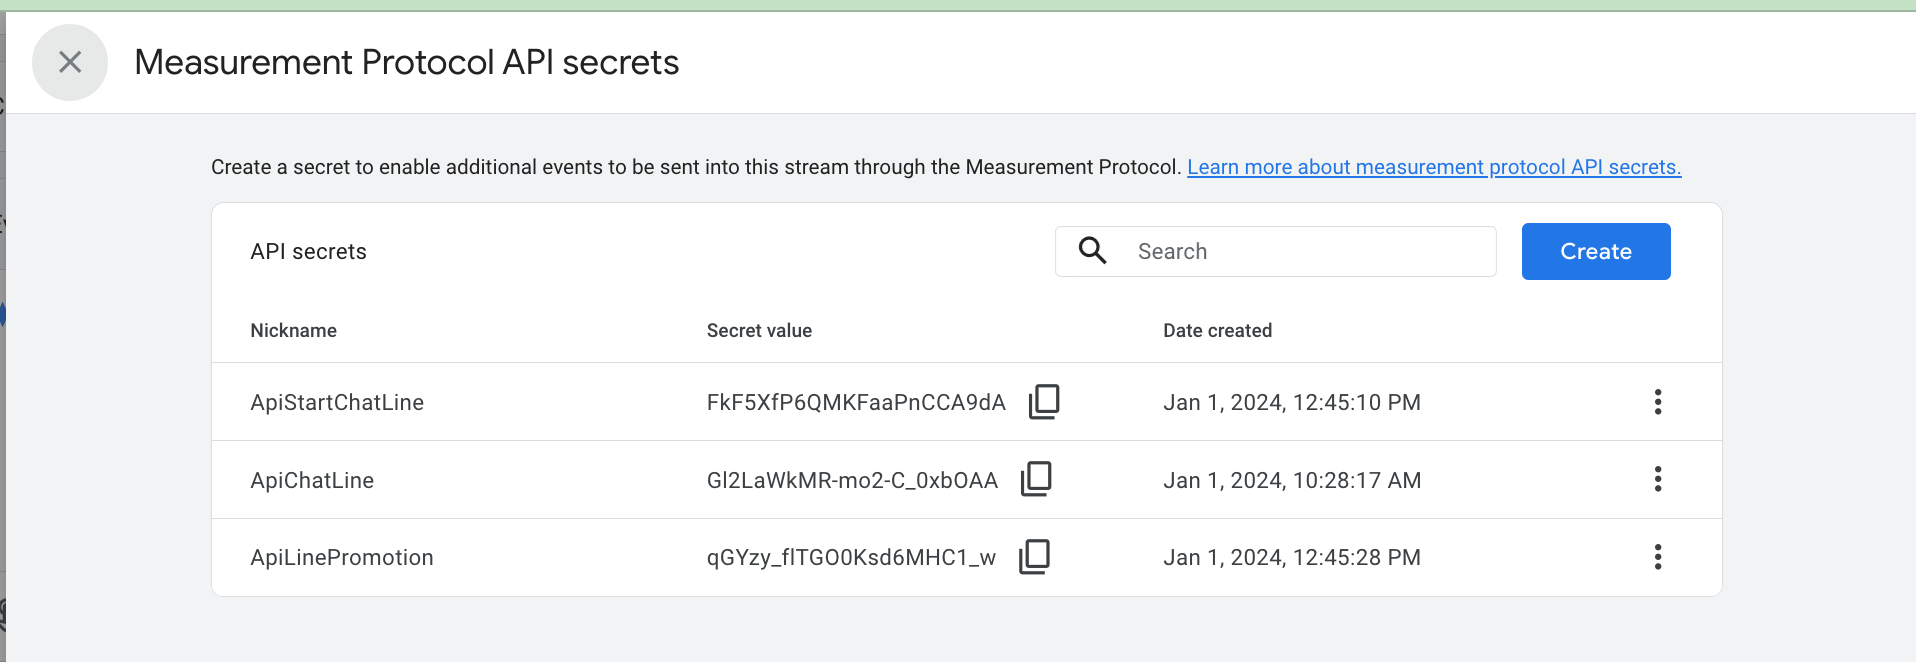 Measurement Protocol API secrets
Create a secret to enable additional events to be sent into this stream through the Measurement Protocol. Learn more about measurement protocol API secrets.
API secrets
Search
Create
Nickname
Secret value
Date created
ApiStartChatLine
FkF5XfP6QMKFaaPnCCA9dA
Jan 1, 2024, 12:45:10 PM
ApiChatLine
Gl2LaWkMR-mo2-C_0xbOAA
Jan 1, 2024, 10:28:17 AM
ApiLinePromotion
qGYzy_flTGO0Ksd6MHC1_w
Jan 1, 2024, 12:45:28 PM